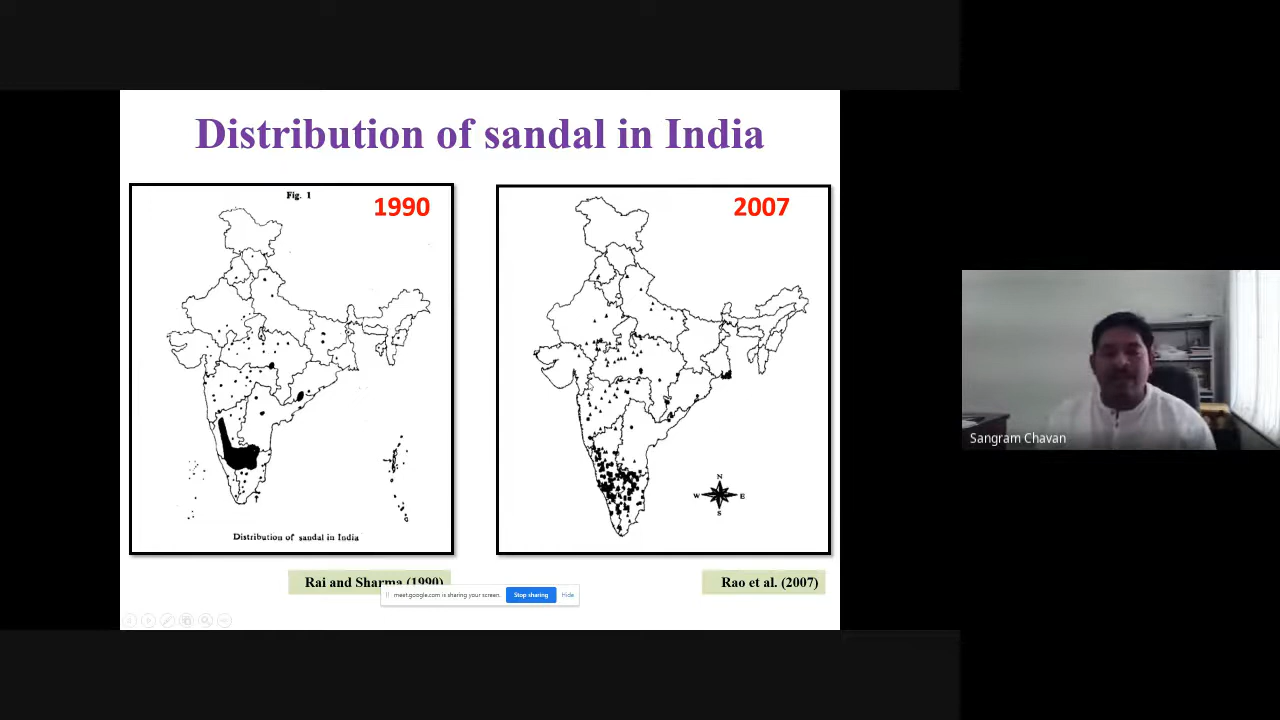 Distribution of sandal in India
Fig. 1
1990
Distribution of sandal in India
Rai and Sharma (1990)
2007
N
W E
S
Rao et al. (2007)
meet.google.com is sharing your screen.
Stop sharing
Hide
Sangram Chavan